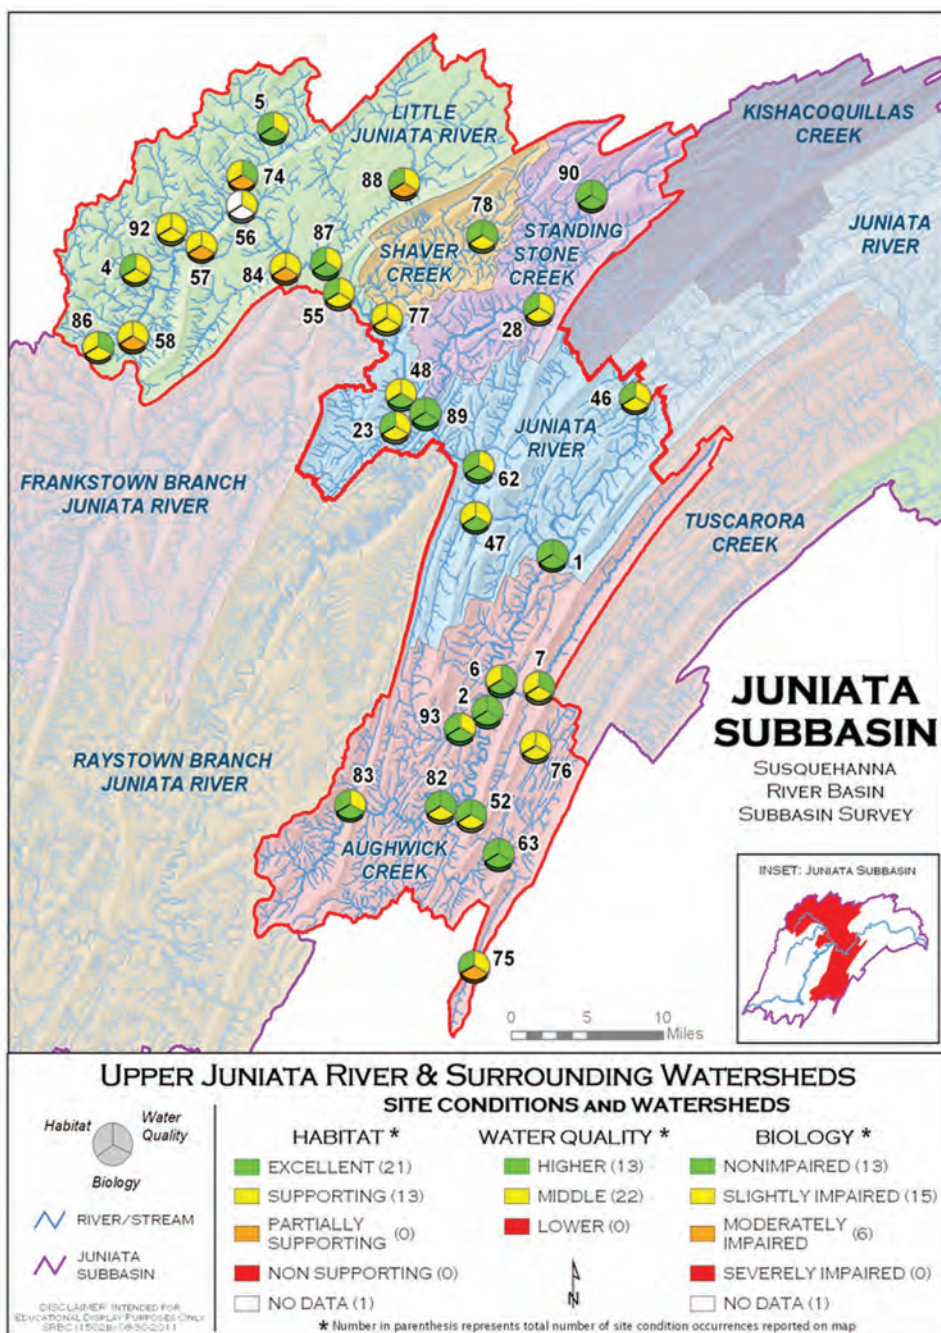 5
LITTLE
JUNIATA RIVER
KISHACOQUILLAS
CREEK
74
88
90
92
56
87
78
SHAVER
CREEK
STANDING
STONE
CREEK
JUNIATA
RIVER
4
57
84
55
77
28
86
58
48
46
23
89
JUNIATA
RIVER
FRANKSTOWN BRANCH
JUNIATA RIVER
62
47
1
TUSCARORA
CREEK
6
7
2
93
76
JUNIATA
SUBBASIN
SUSQUEHANNA
RIVER BASIN
SUBBASIN SURVEY
RAYSTOWN BRANCH
JUNIATA RIVER
83
82
52
63
AUGHWICK
CREEK
75
INSET: JUNIATA SUBBASIN
0 5 10
Miles
UPPER JUNIATA RIVER & SURROUNDING WATERSHEDS
SITE CONDITIONS AND WATERSHEDS
Habitat
Water
Quality
Biology
RIVER/STREAM
JUNIATA
SUBBASIN
DISCLAIMER: INTENDED FOR
EDUCATIONAL DISPLAY PURPOSES ONLY
HABITAT *
EXCELLENT (21)
SUPPORTING (13)
PARTIALLY
SUPPORTING (0)
NON SUPPORTING (0)
NO DATA (1)
WATER QUALITY *
HIGHER (13)
MIDDLE (22)
LOWER (0)
N
BIOLOGY *
NONIMPAIRED (13)
SLIGHTLY IMPAIRED (15)
MODERATELY
IMPAIRED (6)
SEVERELY IMPAIRED (0)
NO DATA (1)
* Number in parenthesis represents total number of site condition occurrences reported on map